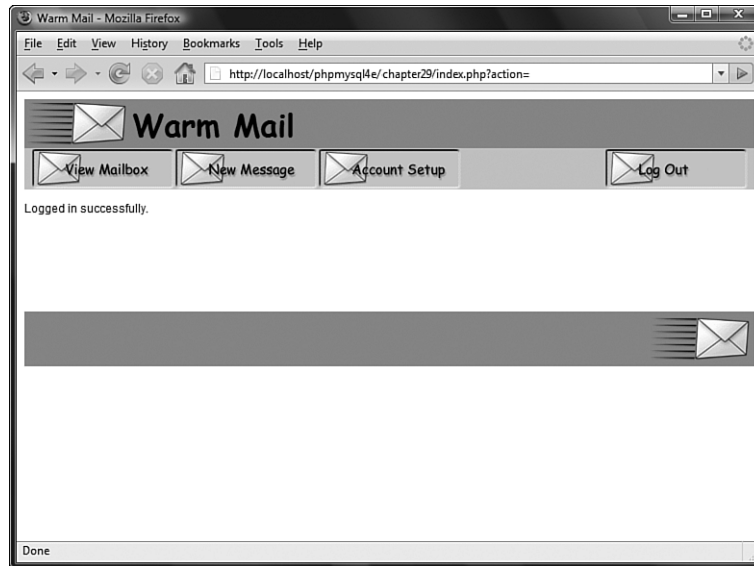 Warm Mail - Mozilla Firefox
File Edit View History Bookmarks Tools Help
http://localhost/phpmysql4e/chapter29/index.php?action=
Warm Mail
View Mailbox New Message Account Setup Log Out
Logged in successfully.
Done